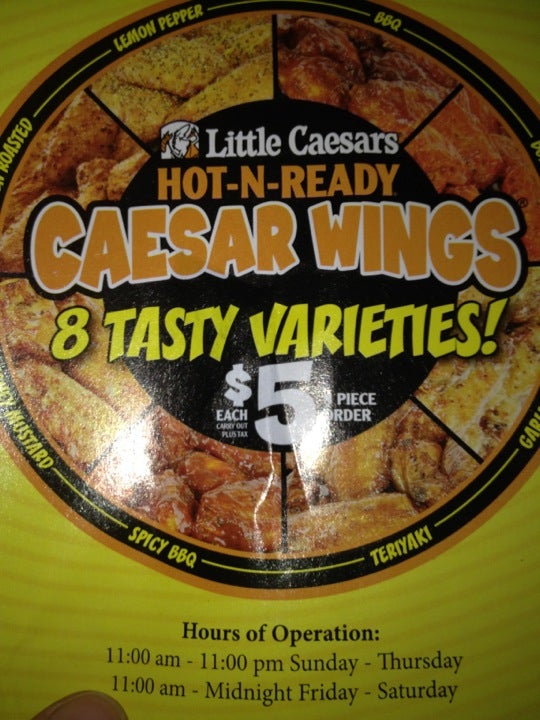 LEMON PEPPER
BBQ
ROASTED
Little Caesars
HOT-N-READY
CAESAR WINGS®
8 TASTY VARIETIES!
$5
EACH
CARRY OUT
PLUS TAX
PIECE
MUSTARD
SPICY BBQ
TERIYAKI
Hours of Operation:
11:00 am - 11:00 pm Sunday - Thursday
11:00 am - Midnight Friday - Saturday